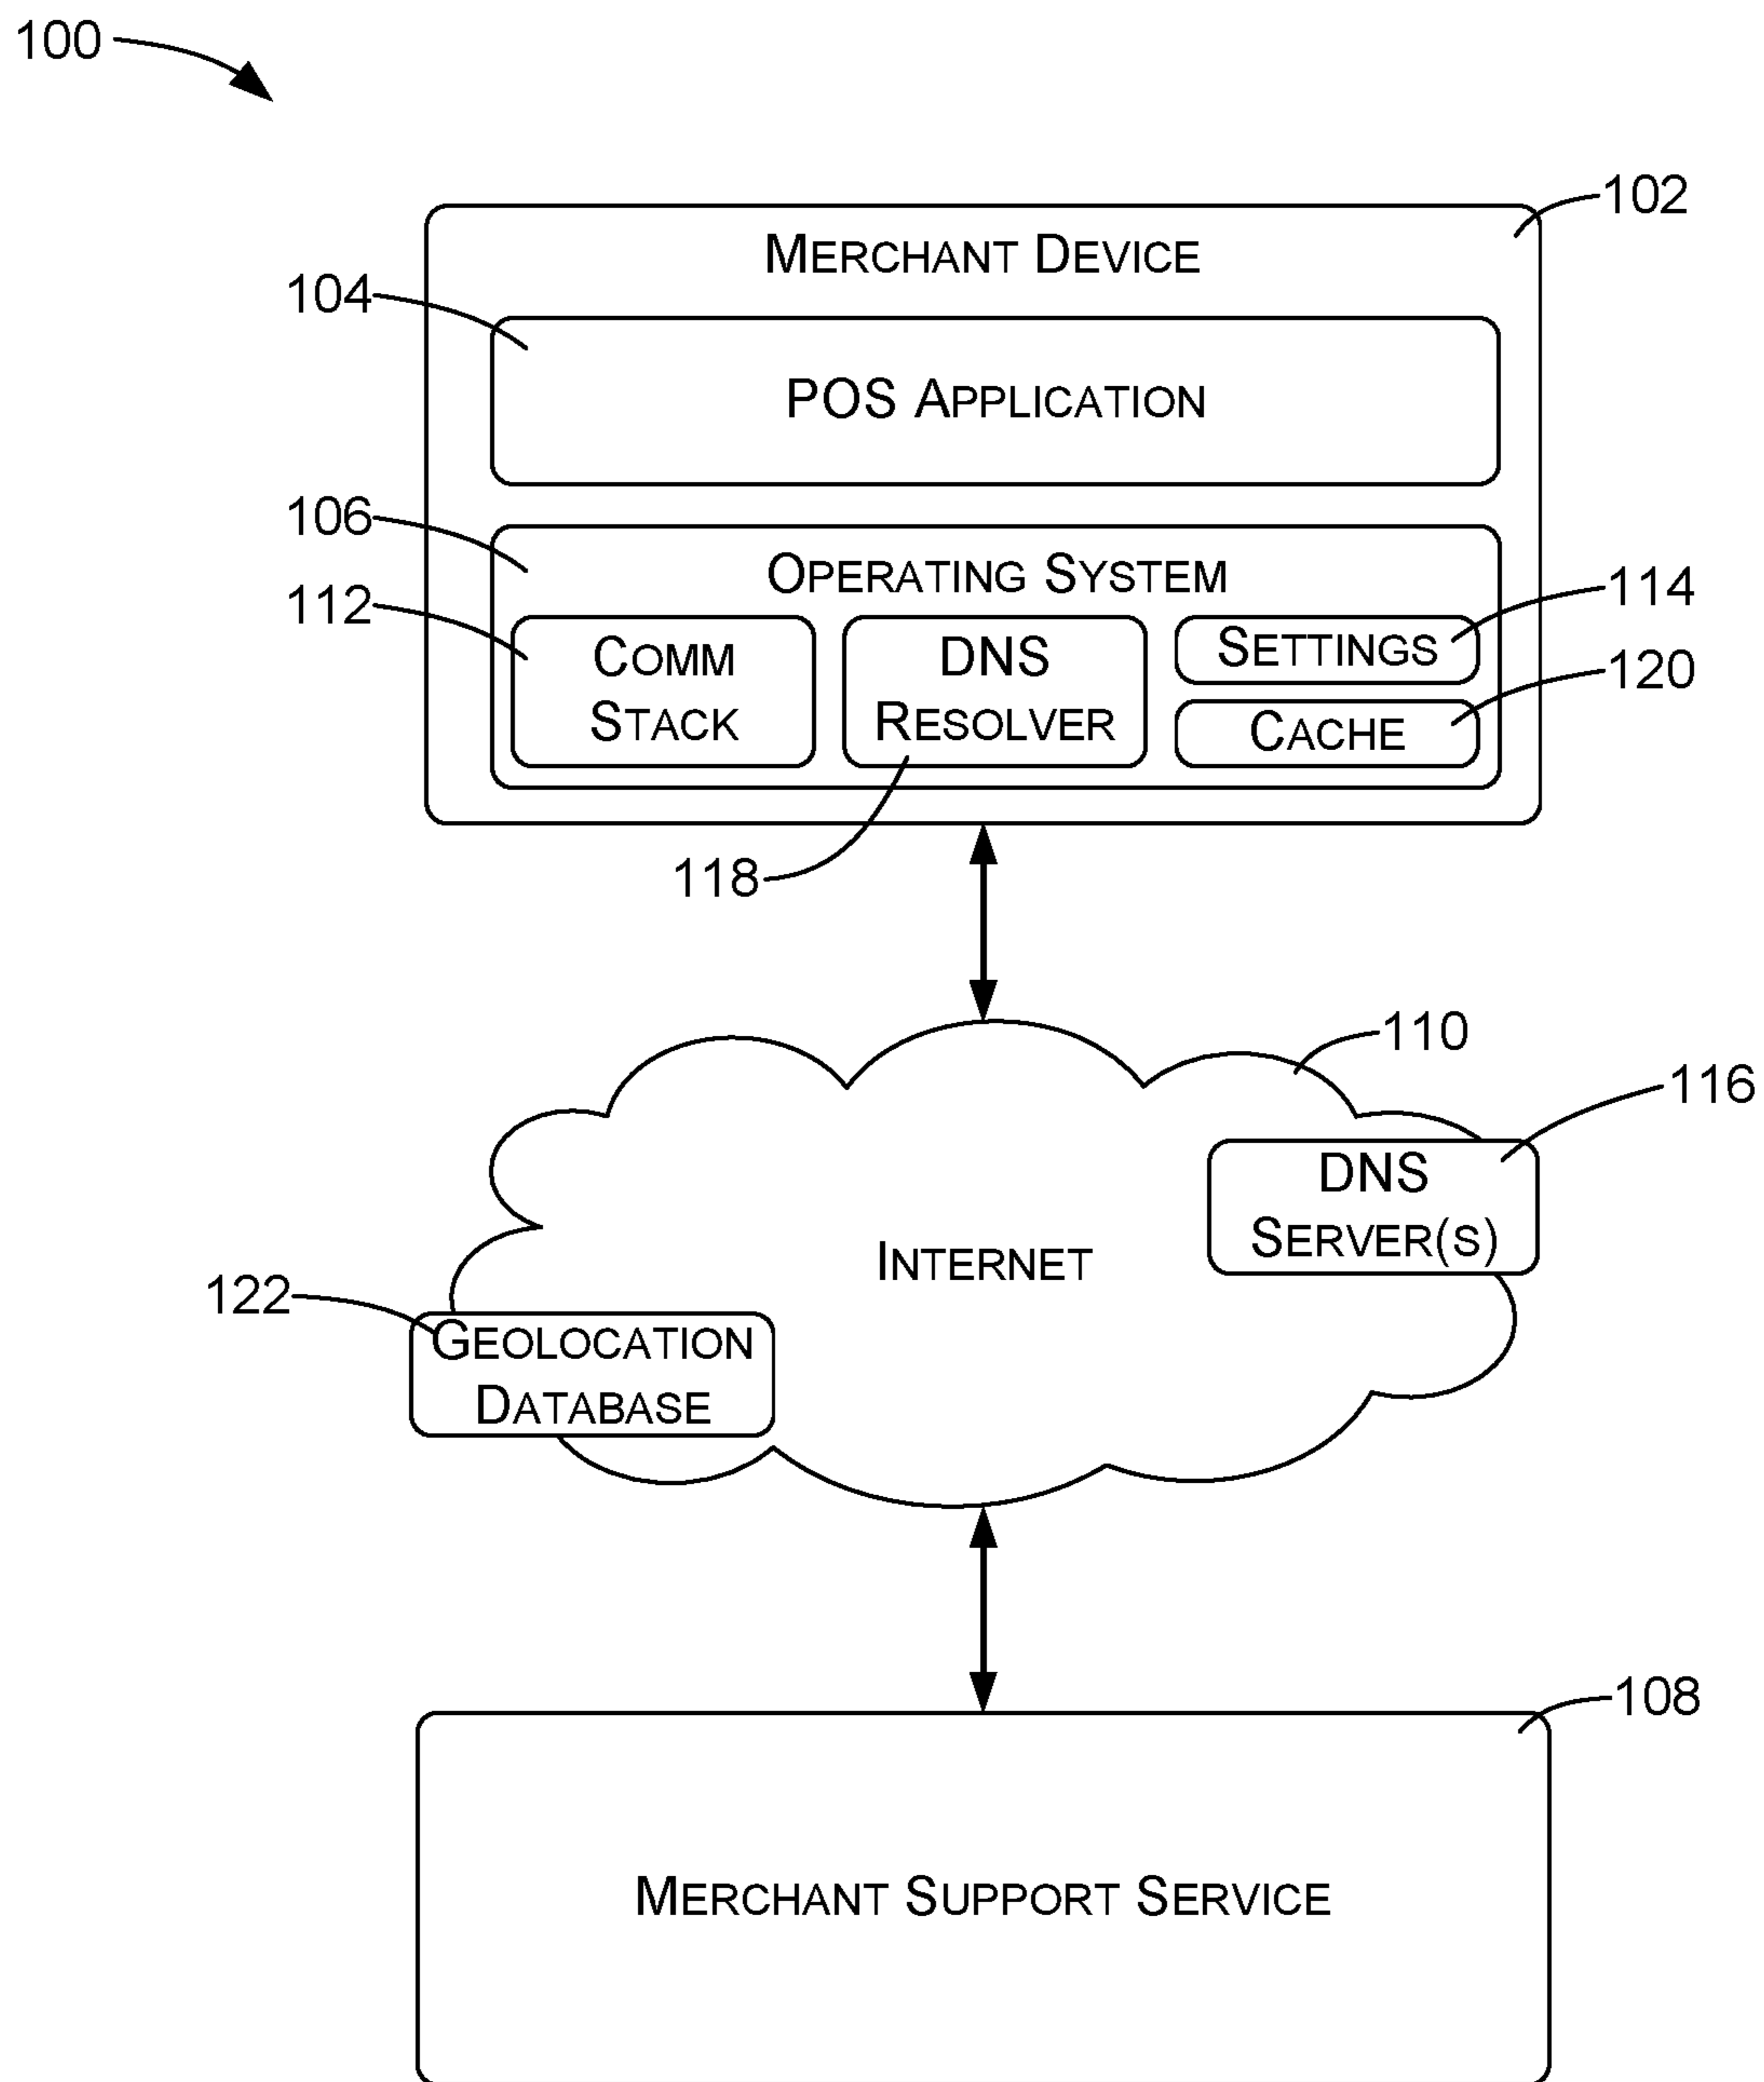 100
102
MERCHANT DEVICE
104
POS APPLICATION
106
OPERATING SYSTEM
112
114
COMM
STACK
DNS
RESOLVER
SETTINGS
120
CACHE
118
110
116
DNS
SERVER(S)
INTERNET
122
GEOLOCATION
DATABASE
108
MERCHANT SUPPORT SERVICE